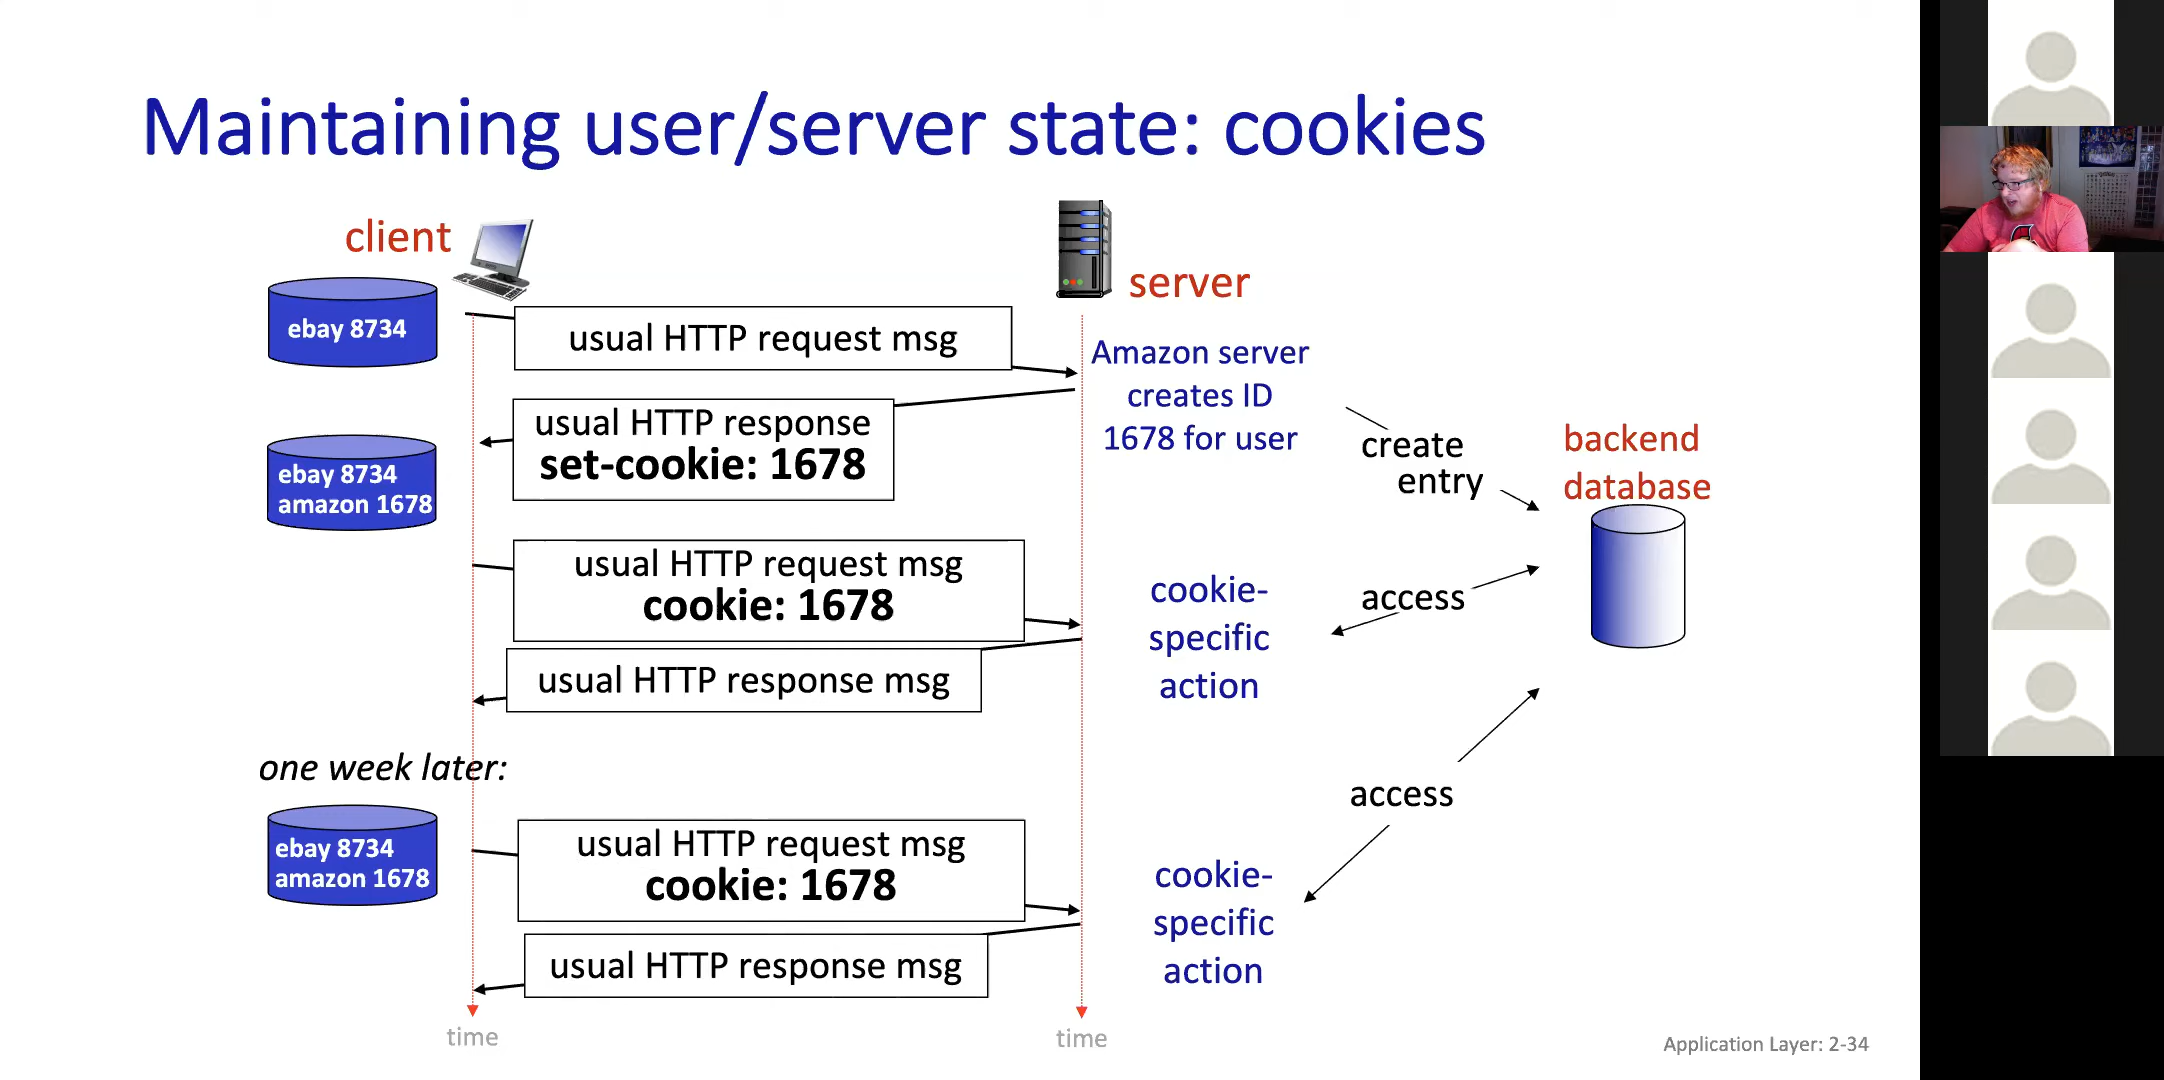 Maintaining user/server state: cookies
client
server
ebay 8734
usual HTTP request msg
Amazon server
creates ID
1678 for user
usual HTTP response
set-cookie: 1678
create
entry
backend
database
ebay 8734
amazon 1678
usual HTTP request msg
cookie: 1678
cookie-
specific
action
access
usual HTTP response msg
one week later:
access
ebay 8734
amazon 1678
usual HTTP request msg
cookie: 1678
cookie-
specific
action
usual HTTP response msg
time
time
Application Layer: 2-34